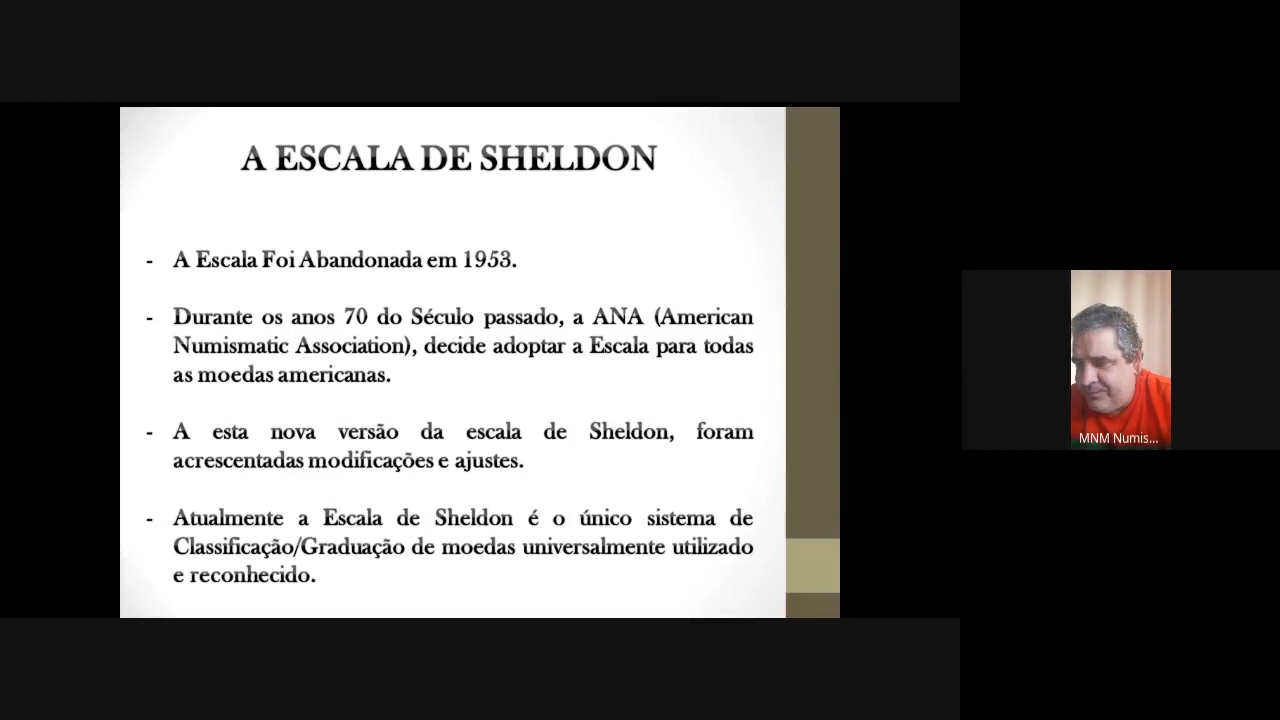 A ESCALA DE SHELDON
- A Escala Foi Abandonada em 1953.
- Durante os anos 70 do Século passado, a ANA (American
Numismatic Association), decide adoptar a Escala para todas
as moedas americanas.
- A esta nova versão da escala de Sheldon, foram
acrescentadas modificações e ajustes.
- Atualmente a Escala de Sheldon é o único sistema de
Classificação/Graduação de moedas universalmente utilizado
e reconhecido.
MNM Numis...